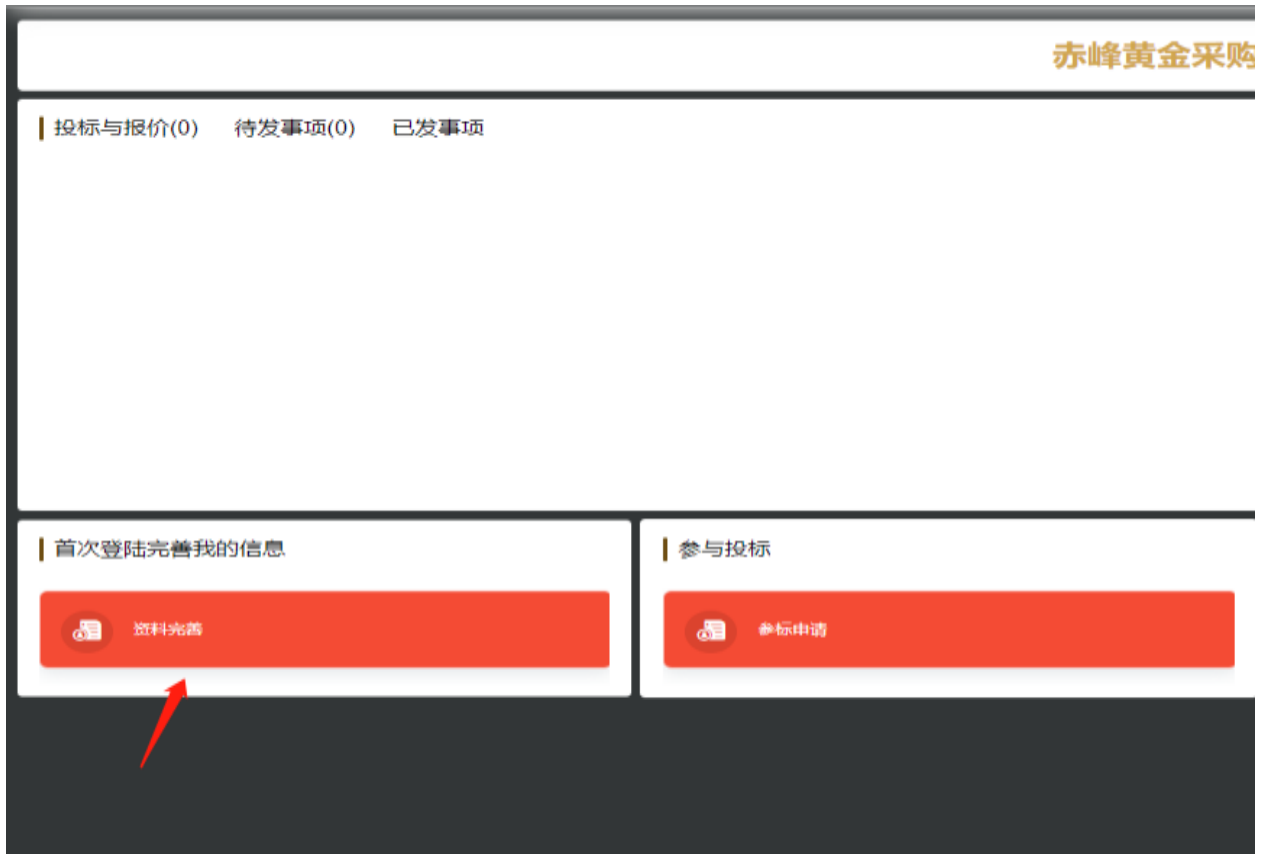 赤峰黄金采购
投标与报价(0) 待发事项(0) 已发事项
首次登陆完善我的信息
参与投标
资料完善
参标申请